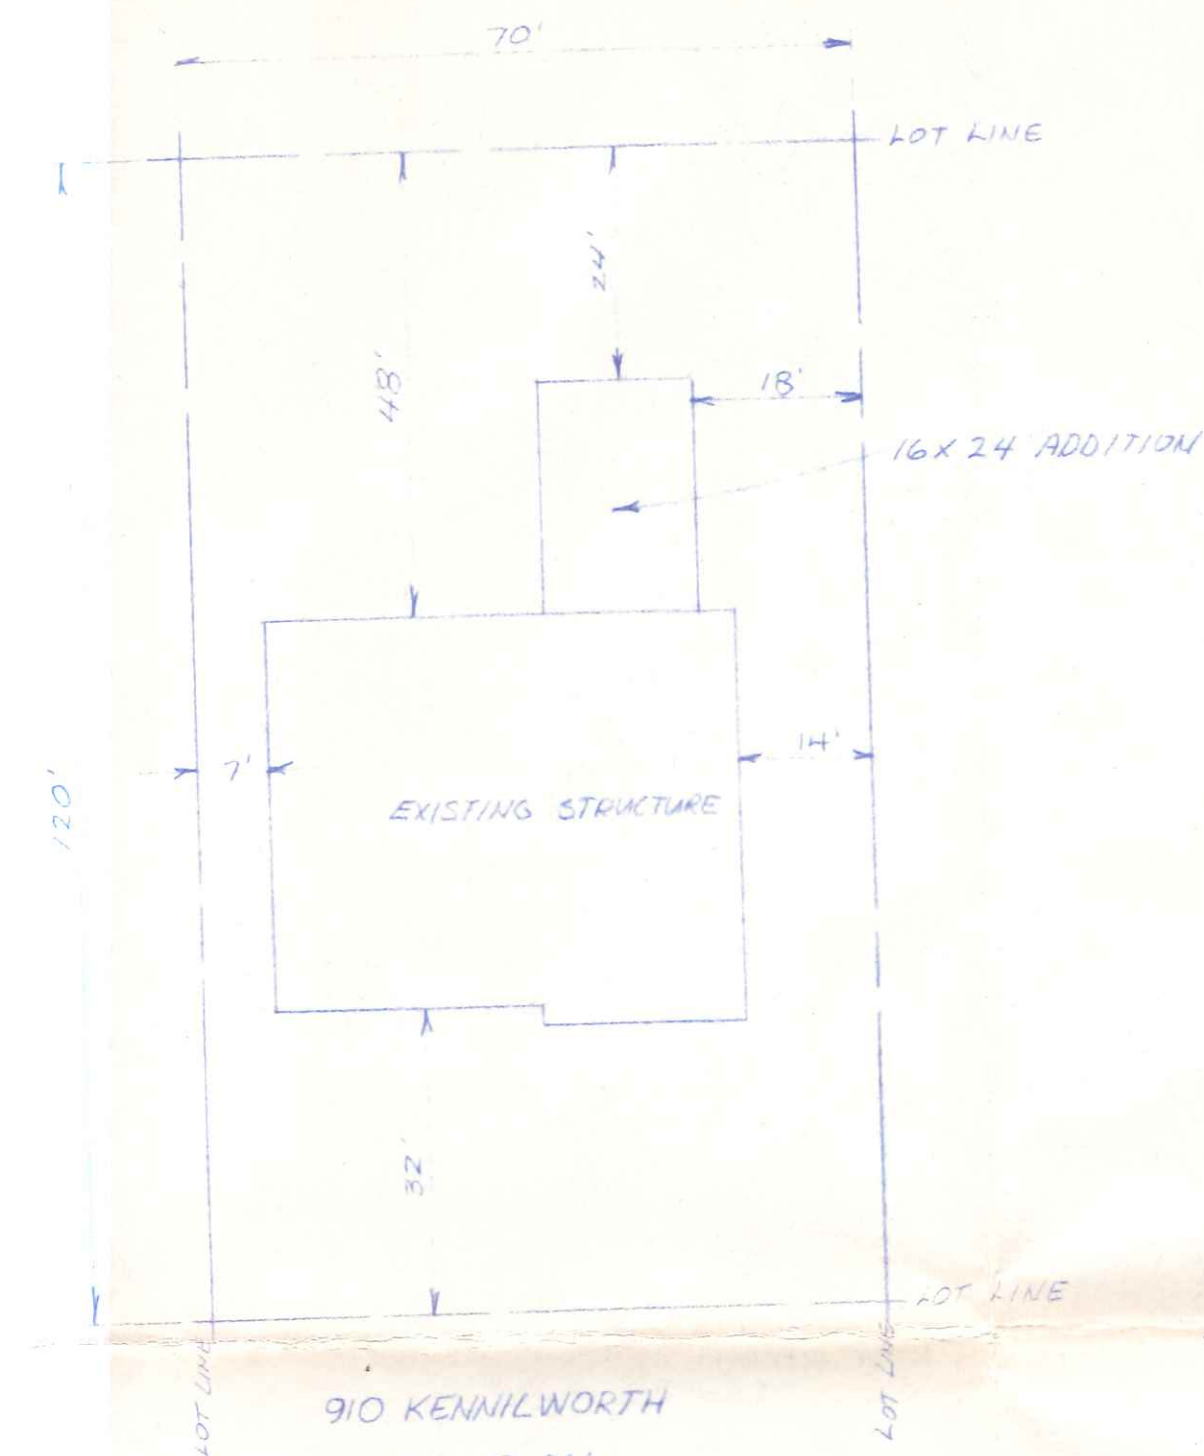 70'
LOT LINE
24'
48'
18'
16 X 24 ADDITION
120'
7'
14'
EXISTING STRUCTURE
32'
LOT LINE
LOT LINE
LOT LINE
910 KENNILWORTH